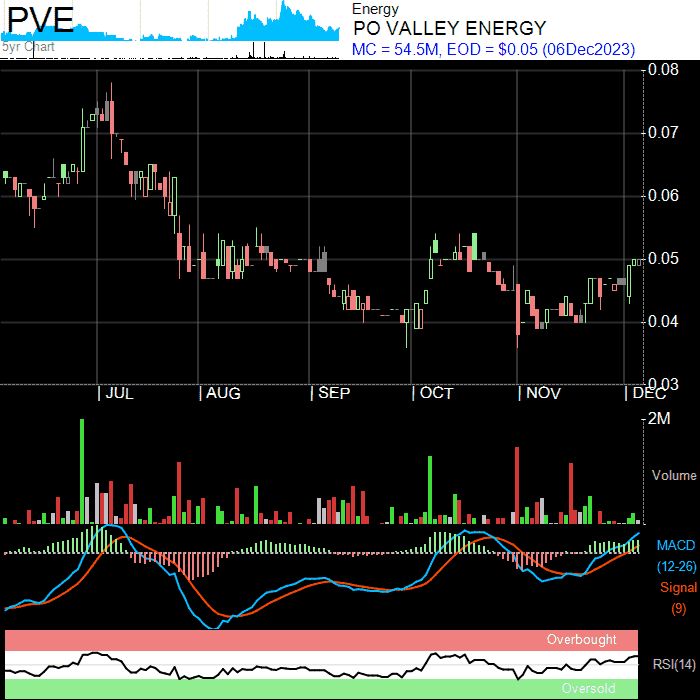 PVE
5yr Chart
Energy
PO VALLEY ENERGY
MC = 54.5M, EOD = $0.05 (06Dec2023)
0.08
0.07
0.06
0.05
0.04
0.03
| JUL | AUG | SEP | OCT | NOV | DEC
2M
Volume
MACD
(12-26)
Signal
(9)
Overbought
RSI(14)
Oversold